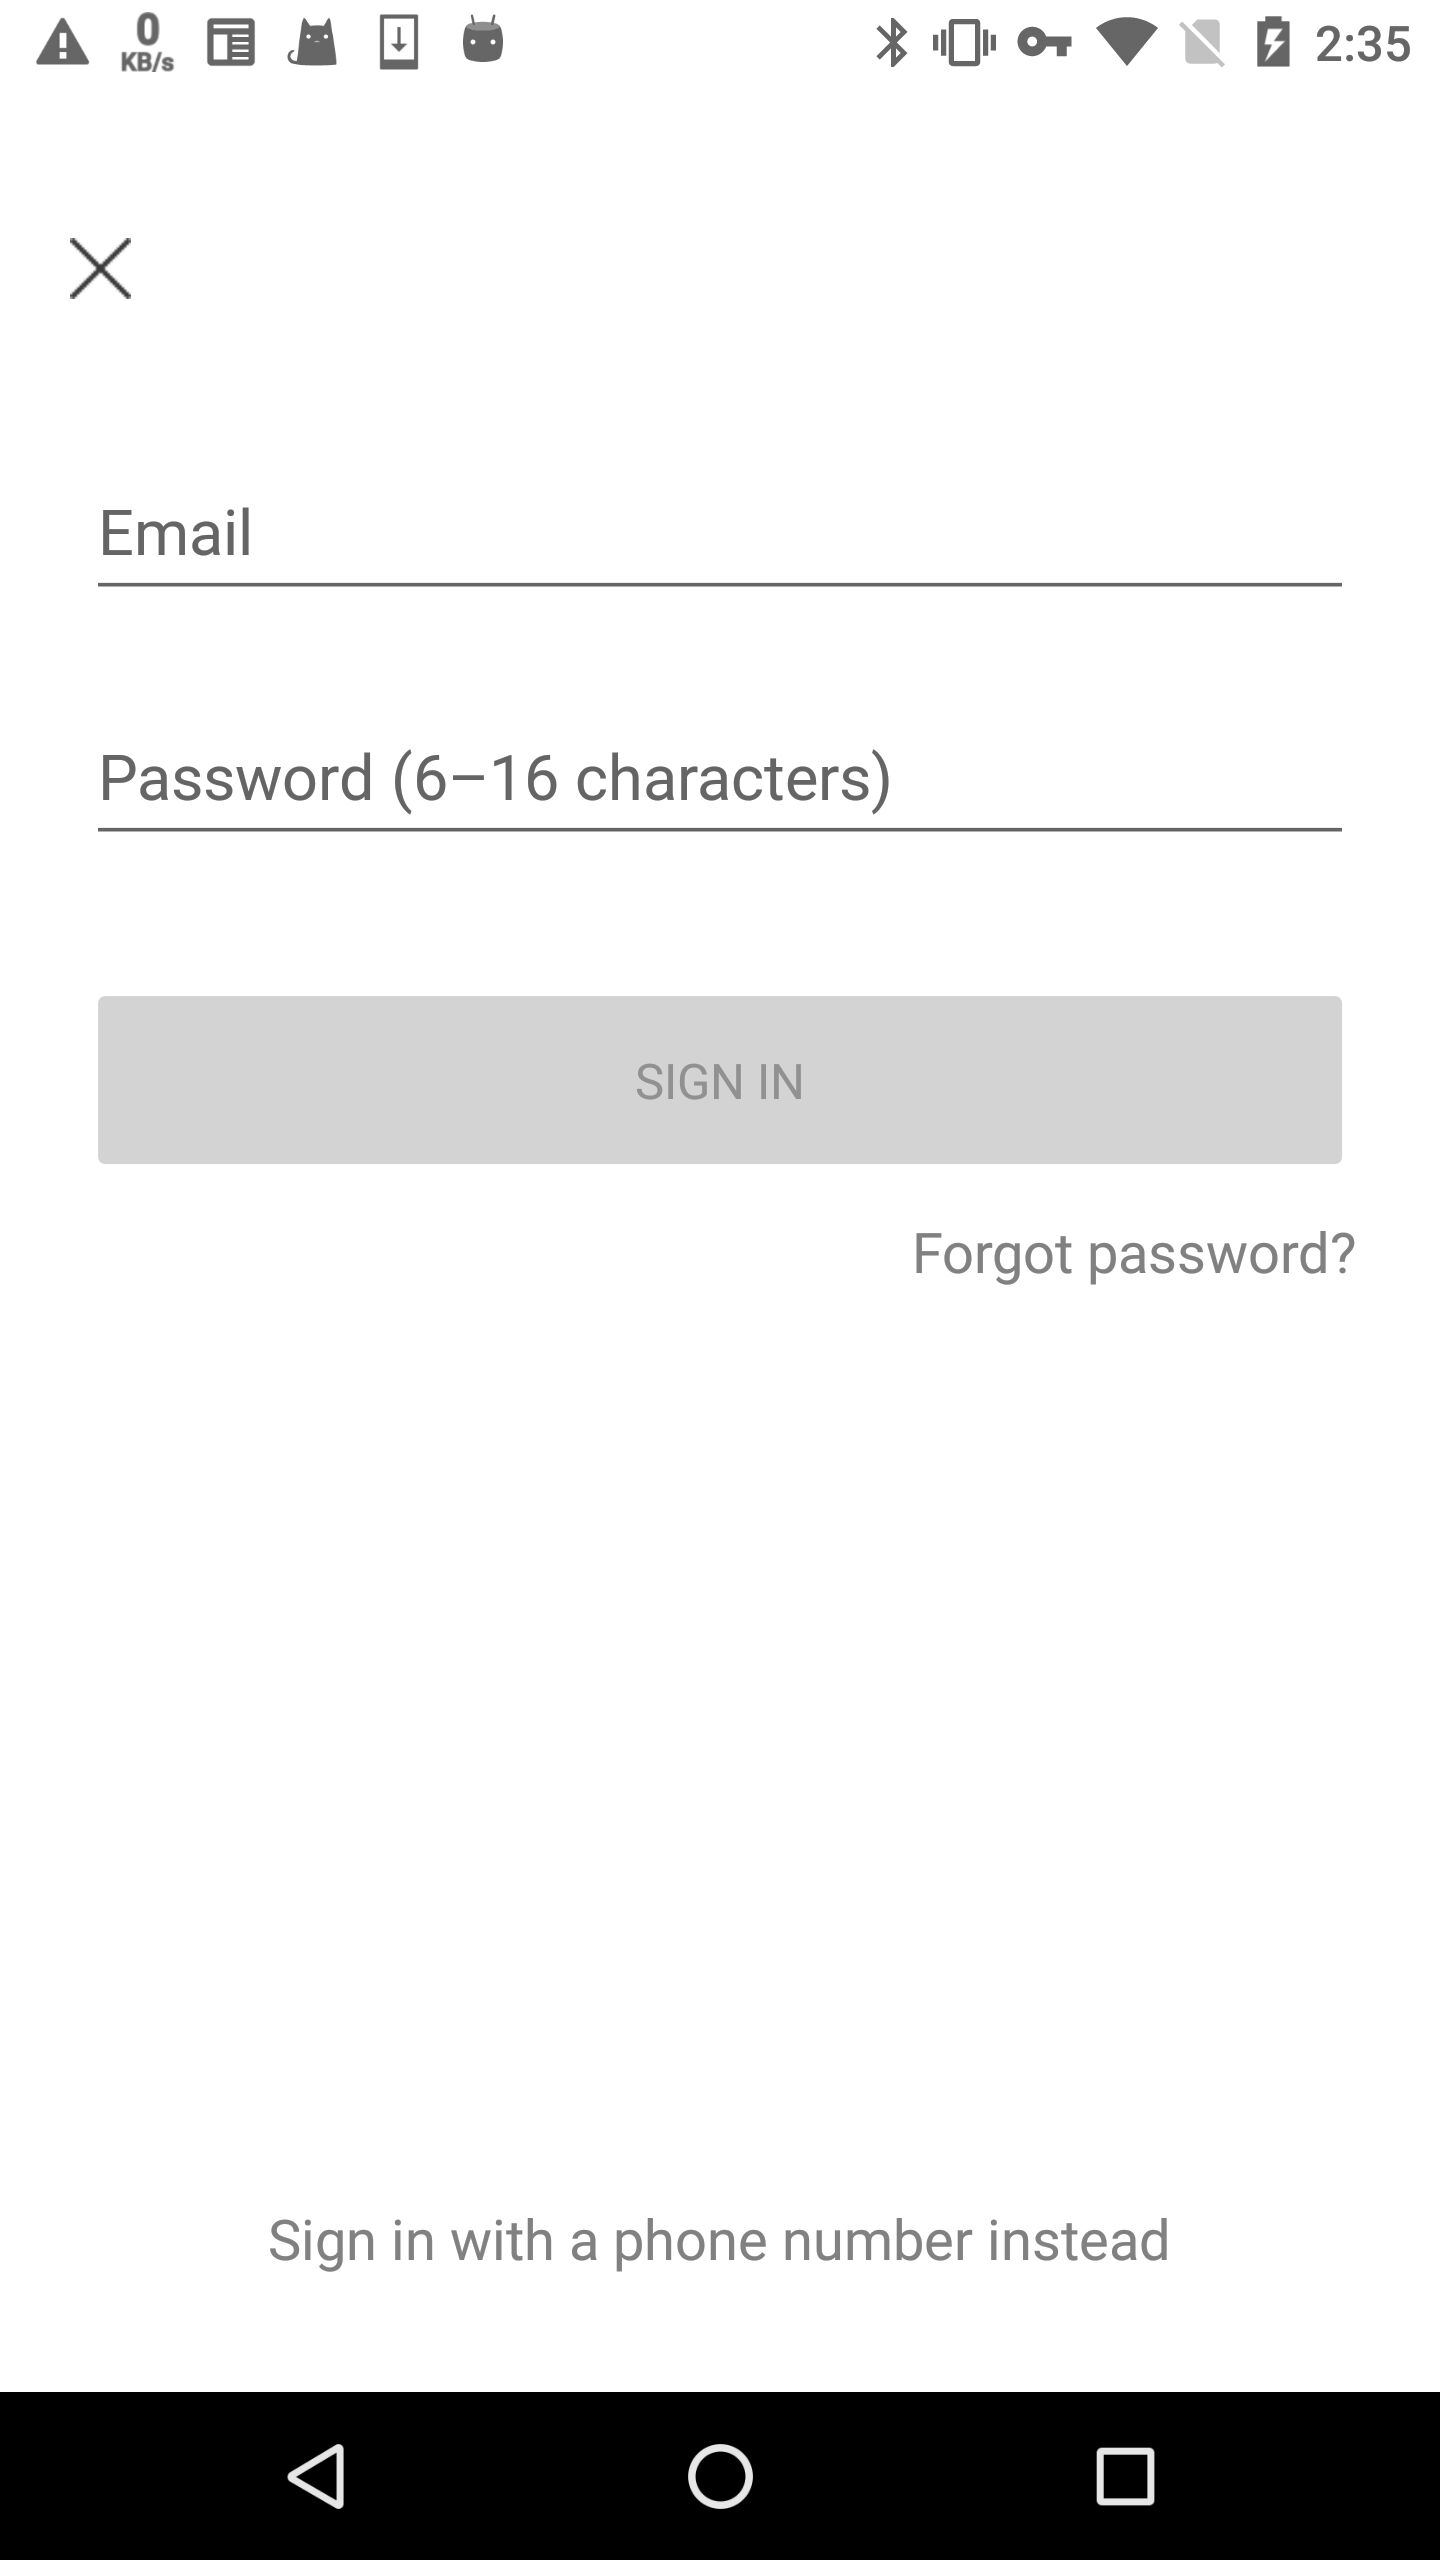 0
KB/s
2:35
Email
Password (6–16 characters)
SIGN IN
Forgot password?
Sign in with a phone number instead